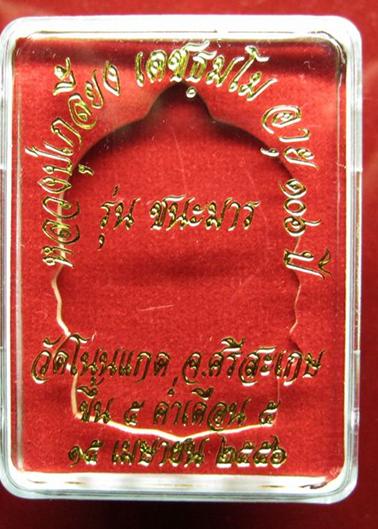 หลวงปู่เกลี้ยง เตชธมฺโม อายุ ๑๐๖ ปี
รุ่น ชนะมาร
วัดโนนแกด จ.ศรีสะเกษ
ขึ้น ๕ ค่ำเดือน ๕
๑๕ เมษายน ๒๕๕๖